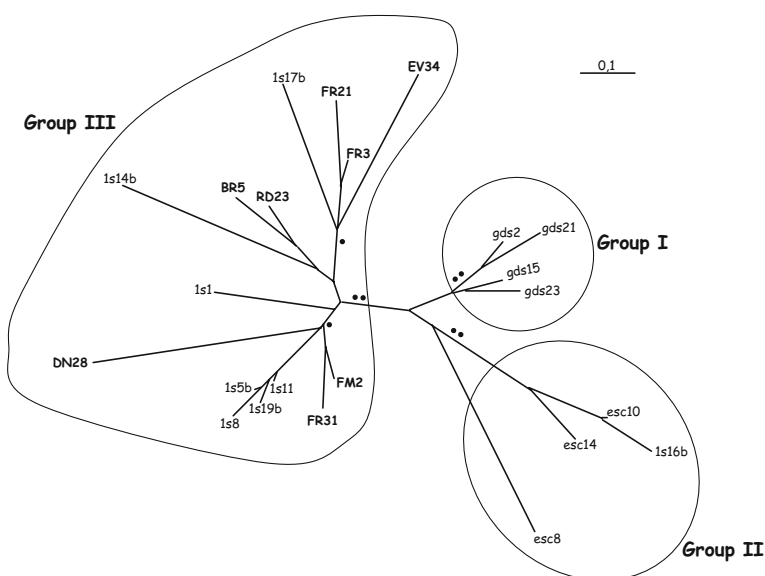 EV34
0,1
1s17b
FR21
Group III
FR3
1s14b
BR5
RD23
gds2
gds21
Group I
gds15
gds23
1s1
DN28
1s5b
1s11
FM2
1s19b
1s8
FR31
esc10
esc14
1s16b
esc8
Group II